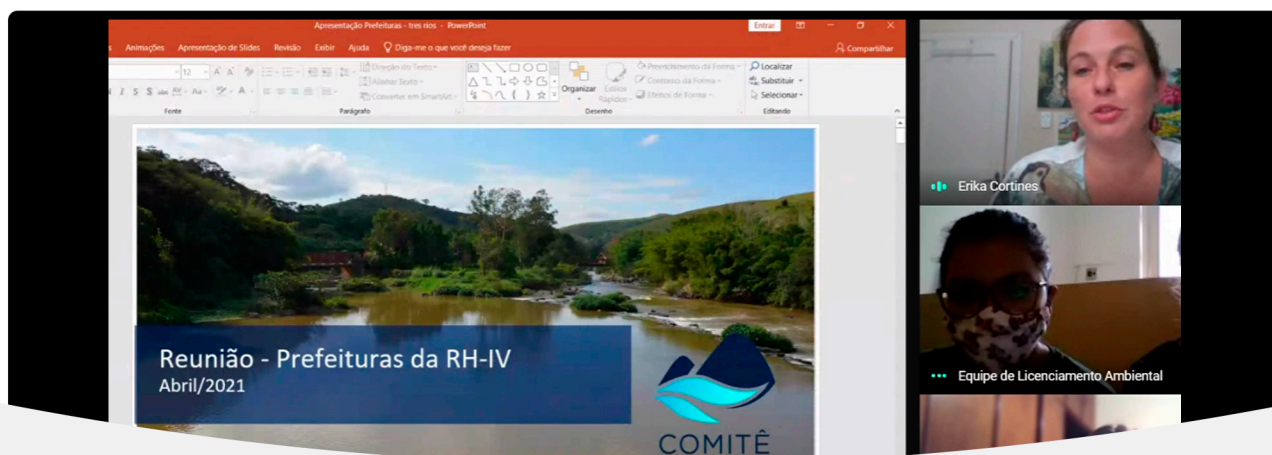 Apresentação Prefeituras - tres rios - PowerPoint
Entrar
Animações Apresentação de Slides Revisão Exibir Ajuda Diga-me o que você deseja fazer
Compartilhar
12
Direção do Texto
Alinhar Texto
Converter em SmartArt
Organizar
Estilos
Rápidos
Preenchimento da Forma
Contorno da Forma
Efeitos de Forma
Localizar
Substituir
Selecionar
Fonte
Parágrafo
Desenho
Editando
Reunião - Prefeituras da RH-IV
Abril/2021
COMITÊ
Erika Cortines
Equipe de Licenciamento Ambiental